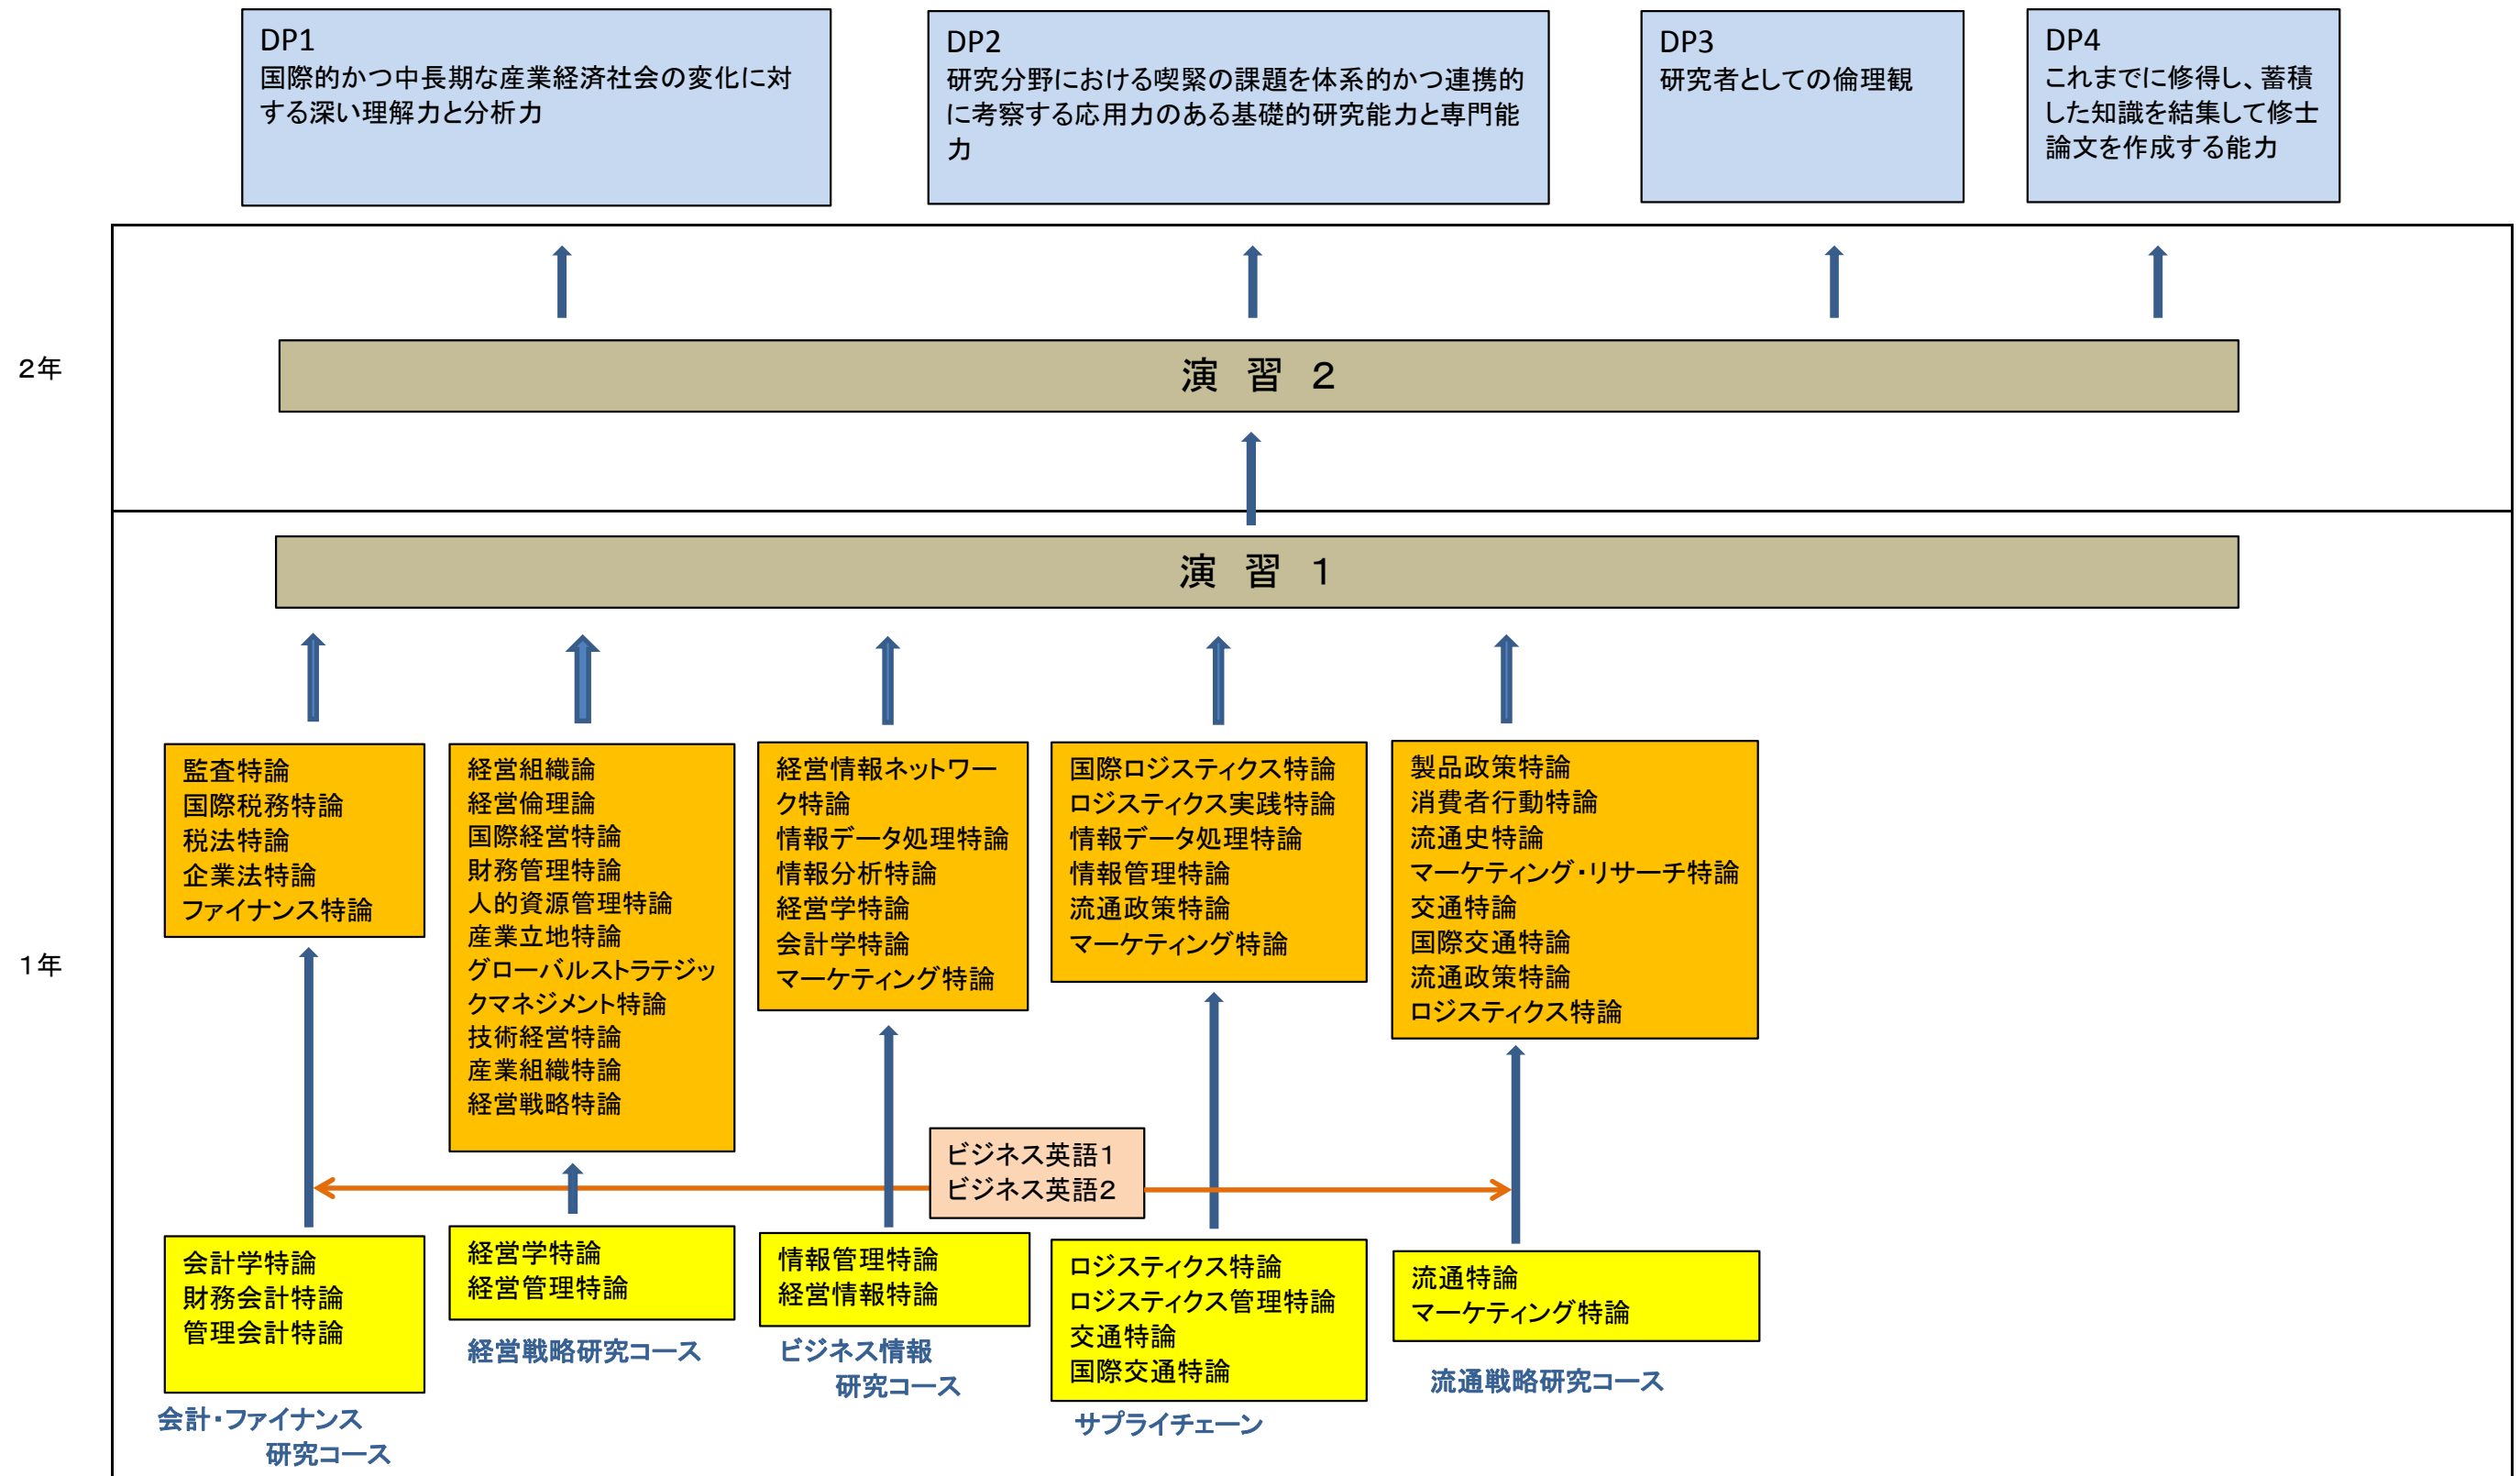 DP1
国際的かつ中長期な産業経済社会の変化に対
する深い理解力と分析力
DP2
研究分野における喫緊の課題を体系的かつ連携的
に考察する応用力のある基礎的研究能力と専門能
力
DP3
研究者としての倫理観
DP4
これまでに修得し、蓄積
した知識を結集して修士
論文を作成する能力
２年
演 習 ２
演 習 １
１年
監査特論
国際税務特論
税法特論
企業法特論
ファイナンス特論
経営組織論
経営倫理論
国際経営特論
財務管理特論
人的資源管理特論
産業立地特論
グローバルストラテジッ
クマネジメント特論
技術経営特論
産業組織特論
経営戦略特論
経営情報ネットワー
ク特論
情報データ処理特論
情報分析特論
経営学特論
会計学特論
マーケティング特論
国際ロジスティクス特論
ロジスティクス実践特論
情報データ処理特論
情報管理特論
流通政策特論
マーケティング特論
製品政策特論
消費者行動特論
流通史特論
マーケティング・リサーチ特論
交通特論
国際交通特論
流通政策特論
ロジスティクス特論
ビジネス英語１
ビジネス英語２
会計学特論
財務会計特論
管理会計特論
会計・ファイナンス
研究コース
経営学特論
経営管理特論
経営戦略研究コース
情報管理特論
経営情報特論
ビジネス情報
研究コース
ロジスティクス特論
ロジスティクス管理特論
交通特論
国際交通特論
サプライチェーン
流通特論
マーケティング特論
流通戦略研究コース